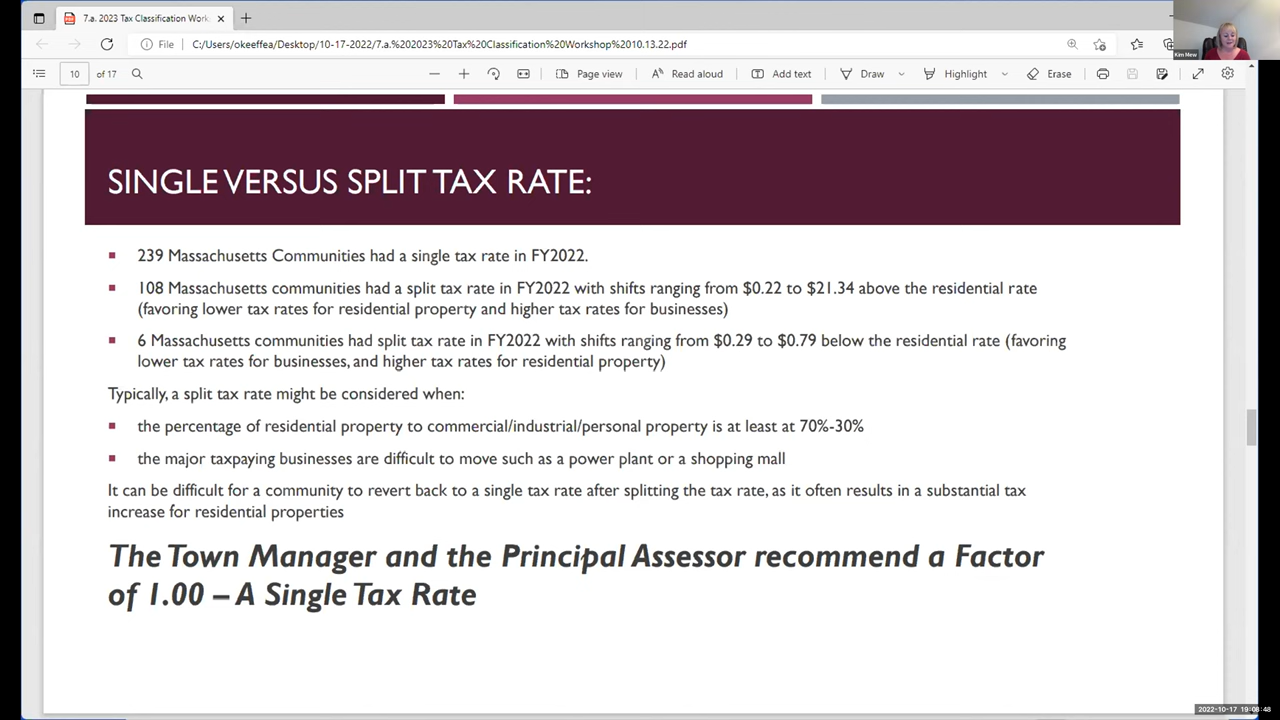 7.a. 2023 Tax Classification Work
File
C:/Users/okeeffea/Desktop/10-17-2022/7.a.%202023%20Tax%20Classification%20Workshop%2010.13.22.pdf
Kim Mew
10 of 17
Page view
Read aloud
Add text
Draw
Highlight
Erase
SINGLE VERSUS SPLIT TAX RATE:
239 Massachusetts Communities had a single tax rate in FY2022.
108 Massachusetts communities had a split tax rate in FY2022 with shifts ranging from $0.22 to $21.34 above the residential rate
(favoring lower tax rates for residential property and higher tax rates for businesses)
6 Massachusetts communities had split tax rate in FY2022 with shifts ranging from $0.29 to $0.79 below the residential rate (favoring
lower tax rates for businesses, and higher tax rates for residential property)
Typically, a split tax rate might be considered when:
the percentage of residential property to commercial/industrial/personal property is at least at 70%-30%
the major taxpaying businesses are difficult to move such as a power plant or a shopping mall
It can be difficult for a community to revert back to a single tax rate after splitting the tax rate, as it often results in a substantial tax
increase for residential properties
The Town Manager and the Principal Assessor recommend a Factor
of 1.00 – A Single Tax Rate
2022-10-17 19:08:48